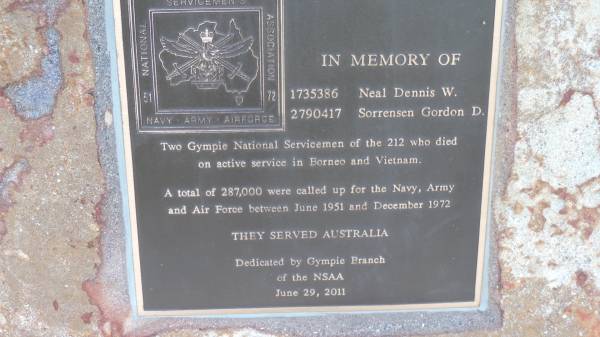 SERVICEMEN'S
NATIONAL
ASSOCIATION
51
72
NAVY · ARMY · AIRFORCE
IN MEMORY OF
1735386 Neal Dennis W.
2790417 Sorrensen Gordon D.
Two Gympie National Servicemen of the 212 who died
on active service in Borneo and Vietnam.
A total of 287,000 were called up for the Navy, Army
and Air Force between June 1951 and December 1972
THEY SERVED AUSTRALIA
Dedicated by Gympie Branch
of the NSAA
June 29, 2011